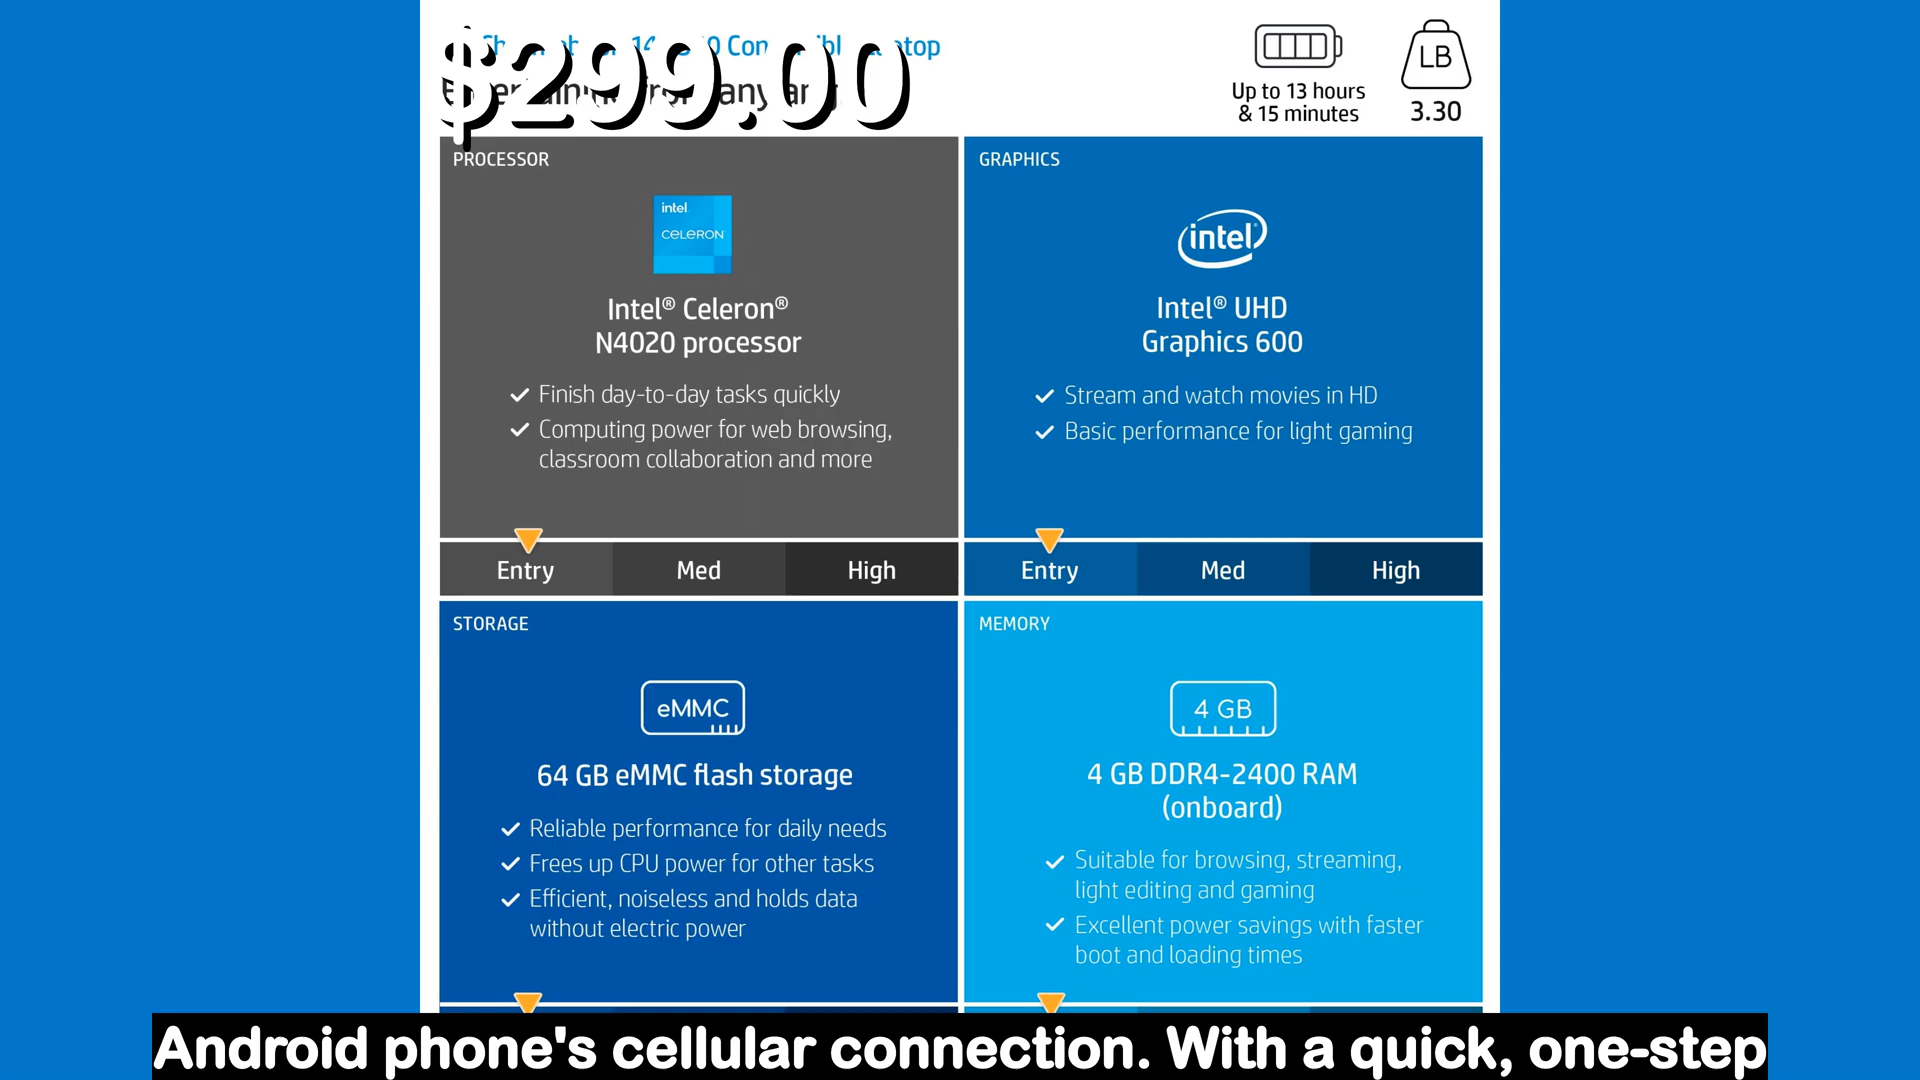 $299.00
Up to 13 hours
& 15 minutes
LB
3.30
PROCESSOR
intel
CELERON
Intel® Celeron®
N4020 processor
Finish day-to-day tasks quickly
Computing power for web browsing,
classroom collaboration and more
Entry
Med
High
GRAPHICS
intel
Intel® UHD
Graphics 600
Stream and watch movies in HD
Basic performance for light gaming
Entry
Med
High
STORAGE
eMMC
64 GB eMMC flash storage
Reliable performance for daily needs
Frees up CPU power for other tasks
Efficient, noiseless and holds data
without electric power
MEMORY
4 GB
4 GB DDR4-2400 RAM
(onboard)
Suitable for browsing, streaming,
light editing and gaming
Excellent power savings with faster
boot and loading times
Android phone's cellular connection. With a quick, one-step